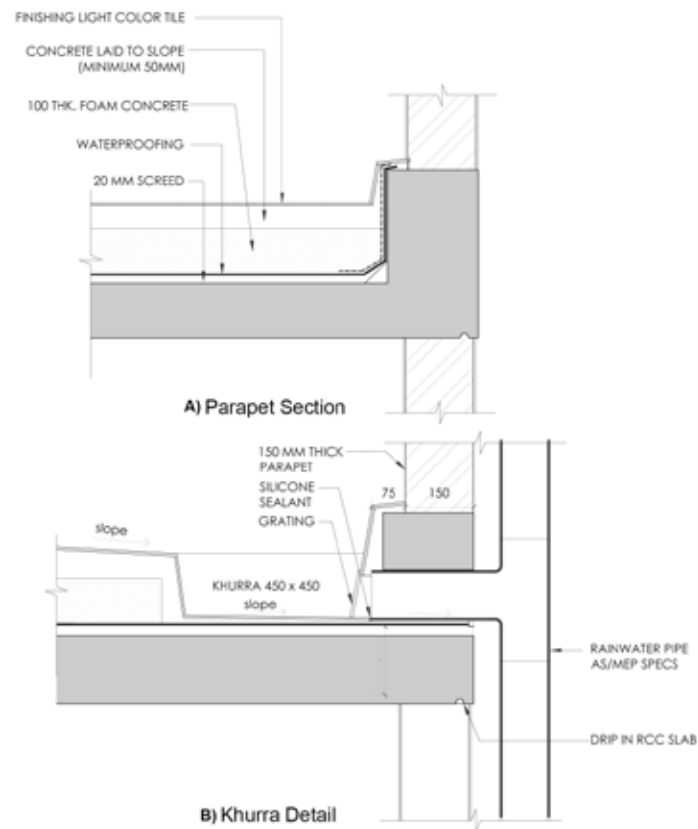 FINISHING LIGHT COLOR TILE
CONCRETE LAID TO SLOPE
(MINIMUM 50MM)
100 THK. FOAM CONCRETE
WATERPROOFING
20 MM SCREED
A) Parapet Section
150 MM THICK
PARAPET
SILICONE
SEALANT
GRATING
75
150
slope
KHURRA 450 x 450
slope
RAINWATER PIPE
AS/MEP SPECS
DRIP IN RCC SLAB
B) Khurra Detail